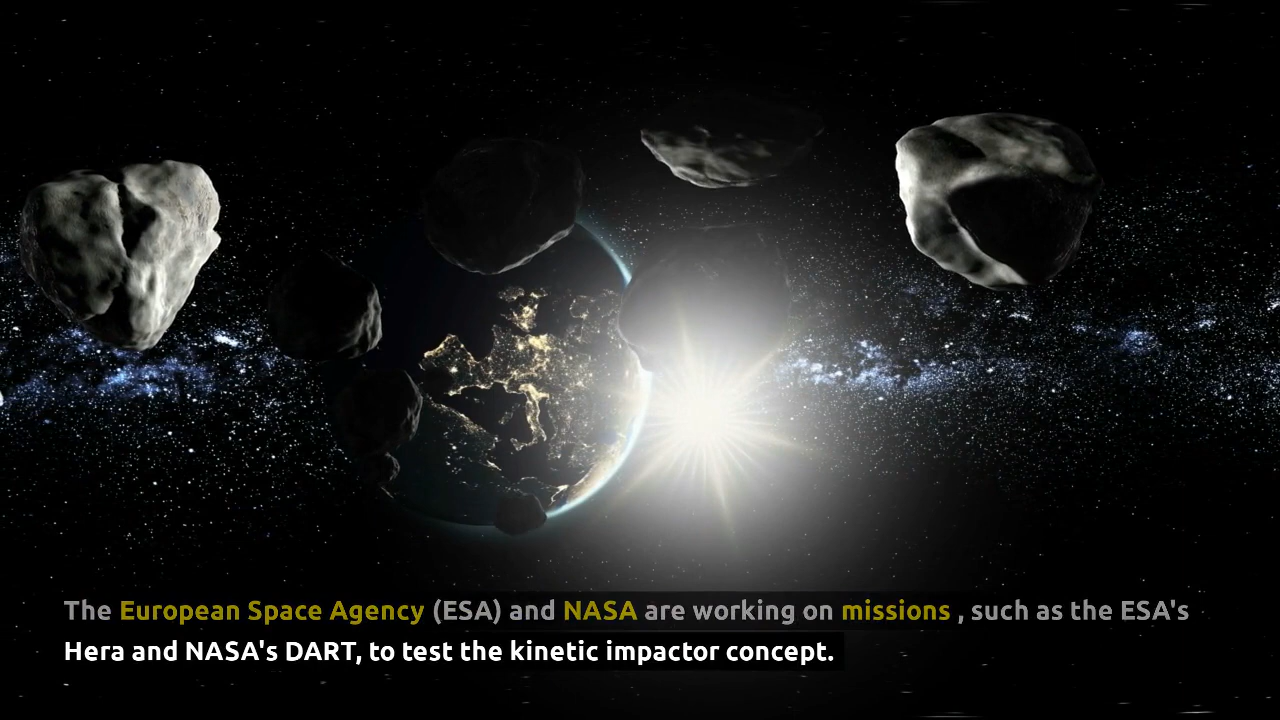 The European Space Agency (ESA) and NASA are working on missions , such as the ESA's
Hera and NASA's DART, to test the kinetic impactor concept.